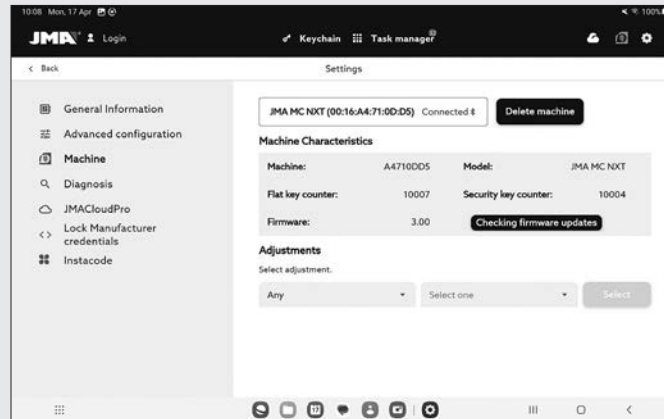 10:08 Mon, 17 Apr 100%
JMA Login Keychain Task manager
< Back Settings
General Information
Advanced configuration
Machine
Diagnosis
JMACloudPro
Lock Manufacturer
credentials
Instacode
JMA MC NXT (00:16:A4:71:0D:D5) Connected Delete machine
Machine Characteristics
Machine: A4710DD5 Model: JMA MC NXT
Flat key counter: 10007 Security key counter: 10004
Firmware: 3.00 Checking firmware updates
Adjustments
Select adjustment.
Any Select one Select
17